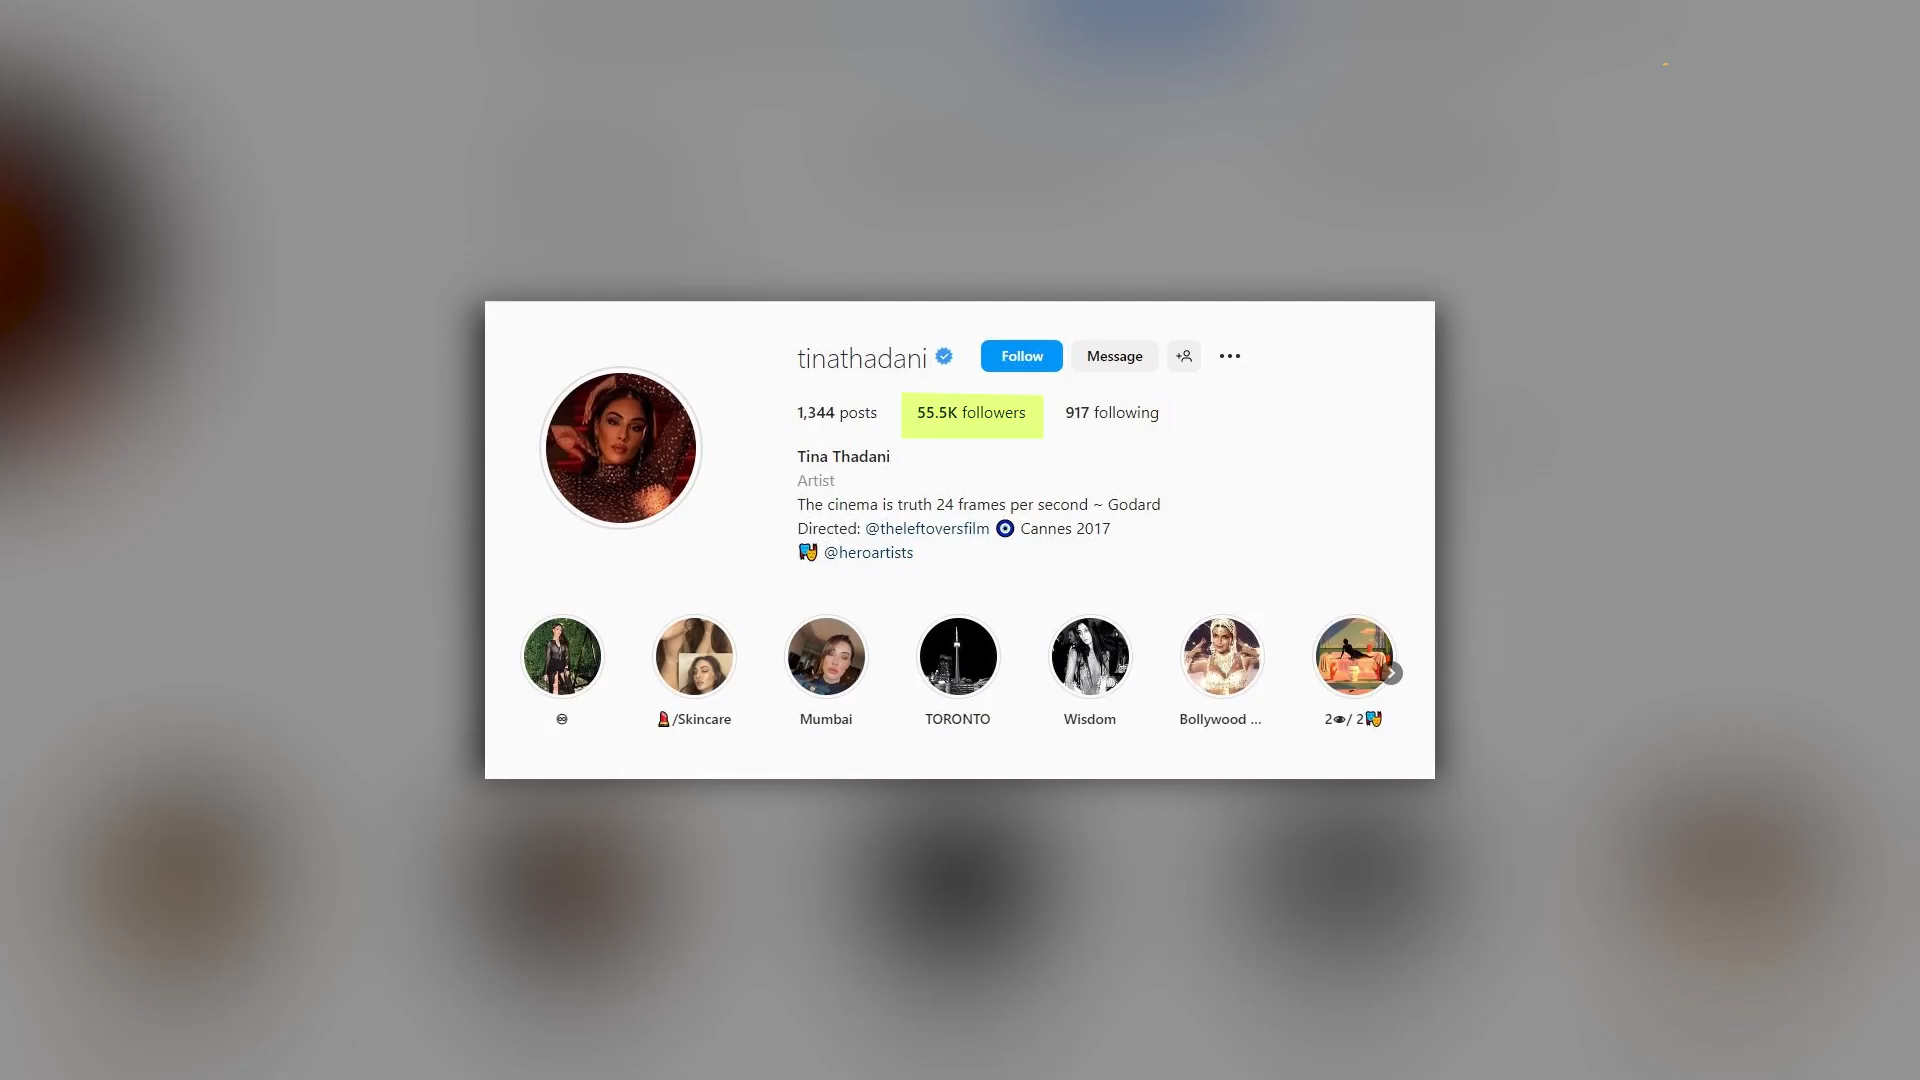 tinathadani Follow Message
1,344 posts 55.5K followers 917 following
Tina Thadani
Artist
The cinema is truth 24 frames per second ~ Godard
Directed: @theleftoversfilm 🧿 Cannes 2017
🎭 @heroartists
♾ 💄/Skincare Mumbai TORONTO Wisdom Bollywood ... 2👁/ 2🎭